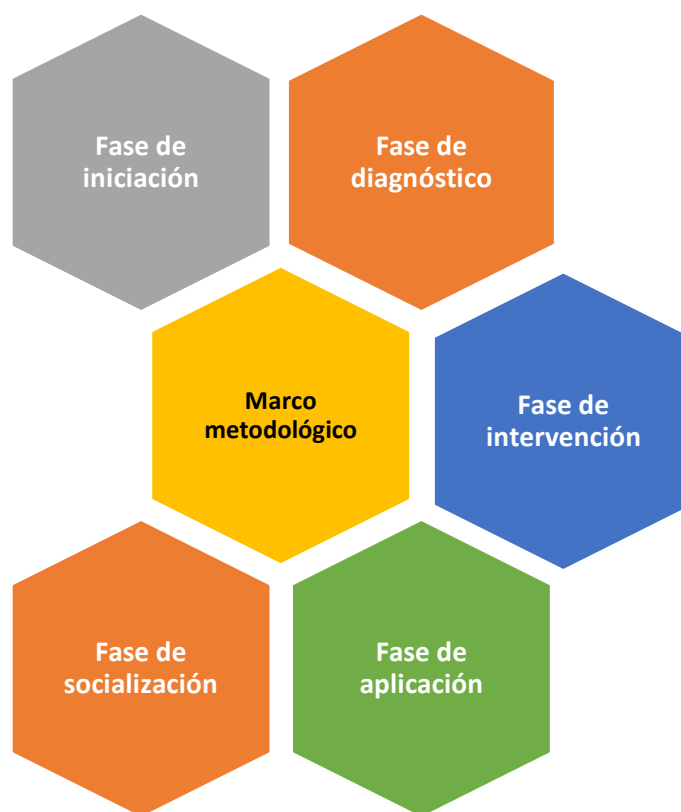 Fase de
iniciación
Fase de
diagnóstico
Marco
metodológico
Fase de
intervención
Fase de
socialización
Fase de
aplicación